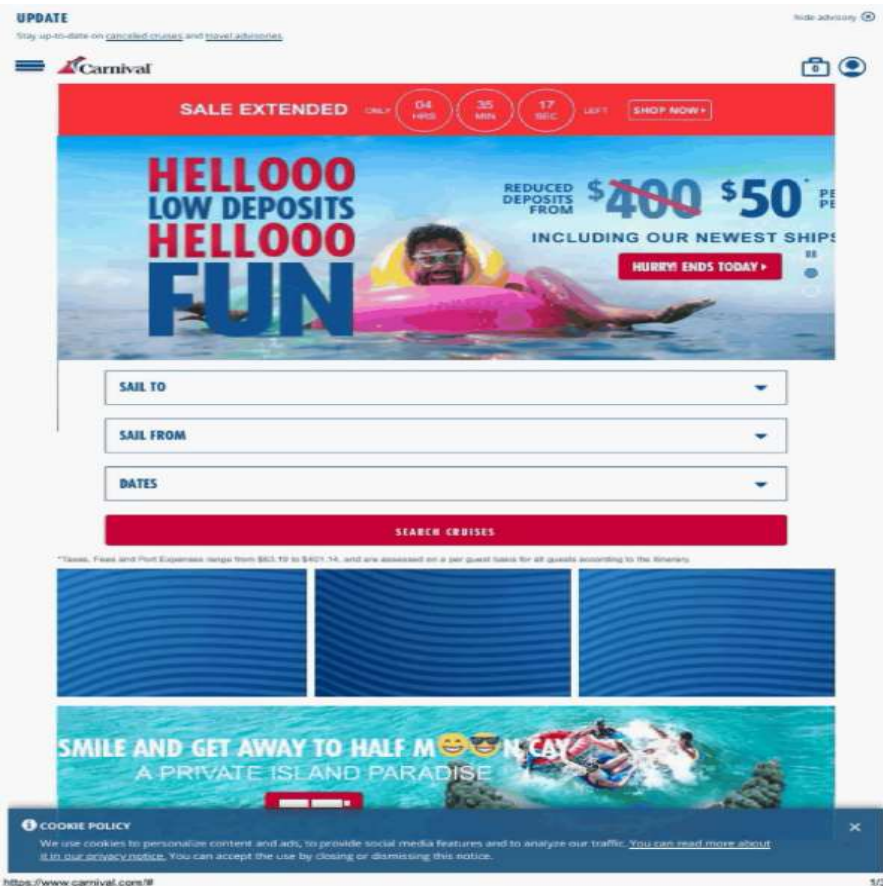 UPDATE
hide advisory
Stay up-to-date on canceled cruises and travel advisories.
Carnival
0
SALE EXTENDED ONLY 04 HRS 35 MIN 17 SEC LEFT SHOP NOW
HELLOOO
LOW DEPOSITS
HELLOOO
FUN
REDUCED DEPOSITS FROM $400 $50* PE PE
INCLUDING OUR NEWEST SHIPS
HURRY! ENDS TODAY
SAIL TO
SAIL FROM
DATES
SEARCH CRUISES
*Taxes, Fees and Port Expenses range from $63.19 to $401.14, and are assessed on a per guest basis for all guests according to the itinerary.
SMILE AND GET AWAY TO HALF M😄😎N CAY
A PRIVATE ISLAND PARADISE
COOKIE POLICY
We use cookies to personalize content and ads, to provide social media features and to analyze our traffic. You can read more about
it in our privacy notice. You can accept the use by closing or dismissing this notice.
https://www.carnival.com/#